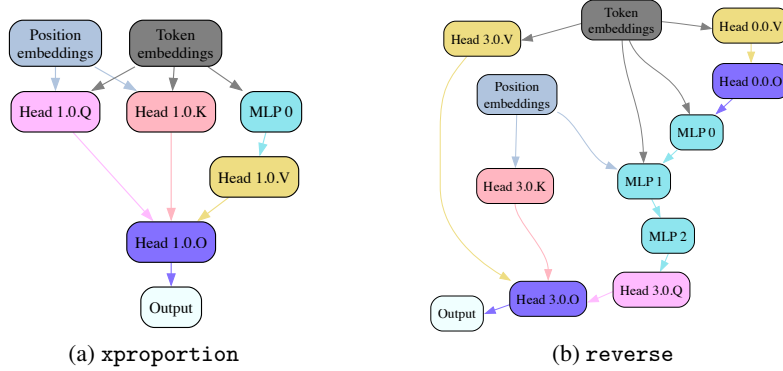 Position
embeddings
Token
embeddings
Head 1.0.Q
Head 1.0.K
MLP 0
Head 1.0.V
Head 1.0.O
Output
(a) xproportion
Token
embeddings
Head 3.0.V
Head 0.0.V
Position
embeddings
Head 0.0.O
MLP 0
Head 3.0.K
MLP 1
MLP 2
Head 3.0.Q
Head 3.0.O
Output
(b) reverse